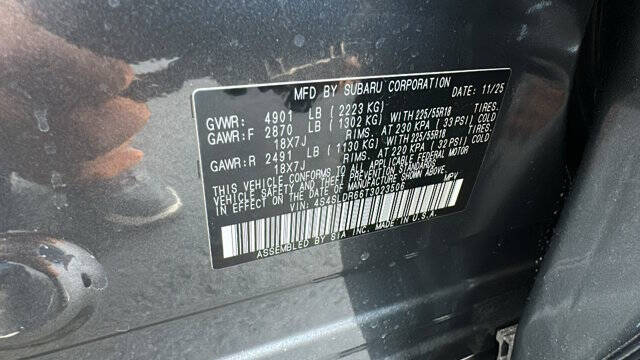 MFD BY SUBARU CORPORATION DATE: 11/25
GVWR: 4901 LB (2223 KG)
GAWR:F 2870 LB (1302 KG) WITH 225/55R18 TIRES.
18X7J RIMS. AT 230 KPA (33 PSI) COLD
GAWR:R 2491 LB (1130 KG) WITH 225/55R18 TIRES.
18X7J RIMS. AT 220 KPA (32 PSI) COLD
THIS VEHICLE CONFORMS TO ALL APPLICABLE FEDERAL MOTOR
VEHICLE SAFETY, BUMPER, AND THEFT PREVENTION STANDARDS
IN EFFECT ON THE DATE OF MANUFACTURE SHOWN ABOVE.
VIN: 4S4SLDR66T3023506 MPV
ASSEMBLED BY SIA INC. MADE IN U.S.A.